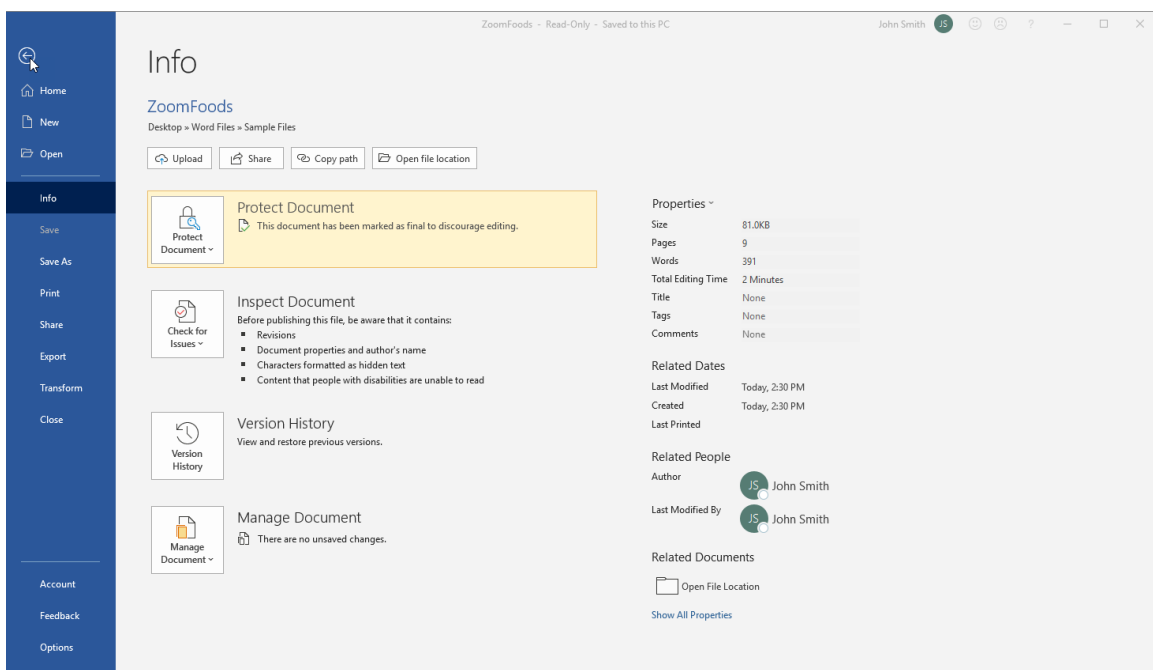 ZoomFoods - Read-Only - Saved to this PC
John Smith JS ?
Home
New
Open
Info
Save
Save As
Print
Share
Export
Transform
Close
Account
Feedback
Options
Info
ZoomFoods
Desktop » Word Files » Sample Files
Upload Share Copy path Open file location
Protect
Document
Protect Document
This document has been marked as final to discourage editing.
Check for
Issues
Inspect Document
Before publishing this file, be aware that it contains:
Revisions
Document properties and author's name
Characters formatted as hidden text
Content that people with disabilities are unable to read
Version
History
Version History
View and restore previous versions.
Manage
Document
Manage Document
There are no unsaved changes.
Properties
Size 81.0KB
Pages 9
Words 391
Total Editing Time 2 Minutes
Title None
Tags None
Comments None
Related Dates
Last Modified Today, 2:30 PM
Created Today, 2:30 PM
Last Printed
Related People
Author JS John Smith
Last Modified By JS John Smith
Related Documents
Open File Location
Show All Properties